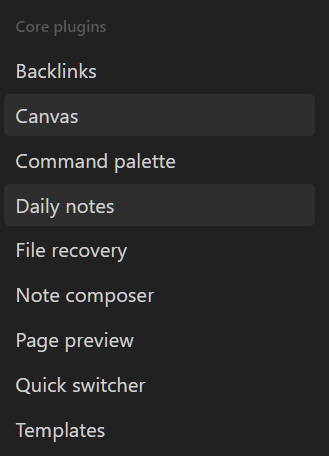 Core plugins
Backlinks
Canvas
Command palette
Daily notes
File recovery
Note composer
Page preview
Quick switcher
Templates